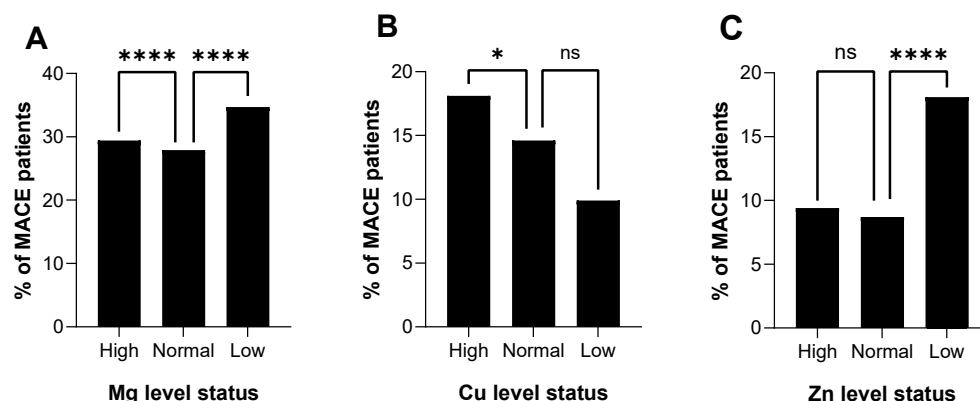 A
**** ****
% of MACE patients
40
30
20
10
0
High Normal Low
Mg level status
B
* ns
% of MACE patients
20
15
10
5
0
High Normal Low
Cu level status
C
ns ****
% of MACE patients
20
15
10
5
0
High Normal Low
Zn level status